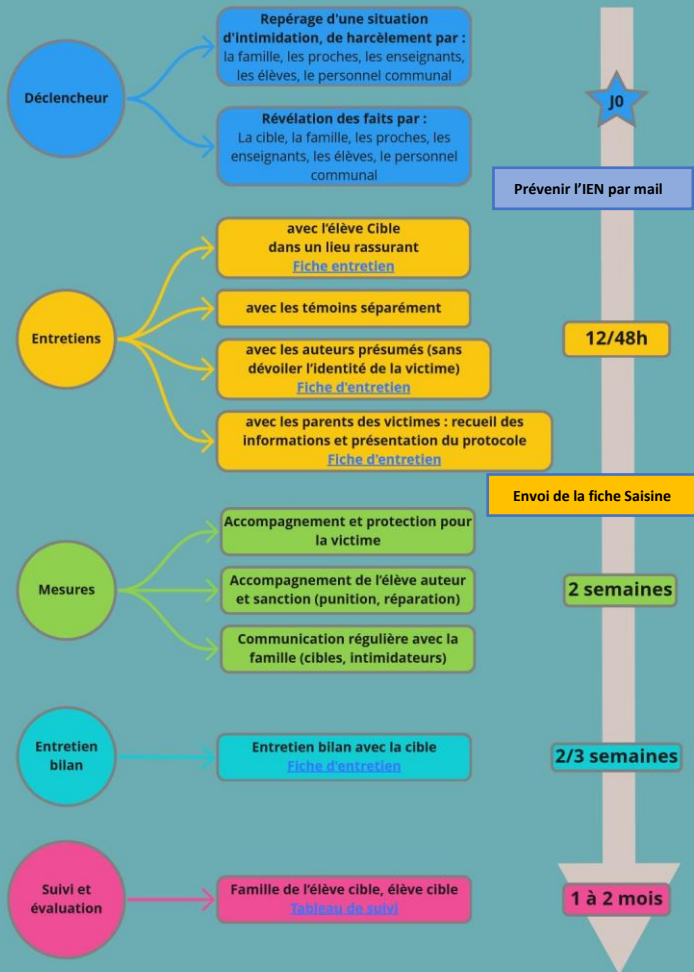 Déclencheur
Repérage d'une situation
d'intimidation, de harcèlement par :
la famille, les proches, les enseignants,
les élèves, le personnel communal
Révélation des faits par :
La cible, la famille, les proches, les
enseignants, les élèves, le personnel
communal
J0
Prévenir l'IEN par mail
Entretiens
avec l'élève Cible
dans un lieu rassurant
Fiche entretien
avec les témoins séparément
avec les auteurs présumés (sans
dévoiler l'identité de la victime)
Fiche d'entretien
avec les parents des victimes : recueil des
informations et présentation du protocole
Fiche d'entretien
12/48h
Envoi de la fiche Saisine
Mesures
Accompagnement et protection pour
la victime
Accompagnement de l'élève auteur
et sanction (punition, réparation)
Communication régulière avec la
famille (cibles, intimidateurs)
2 semaines
Entretien
bilan
Entretien bilan avec la cible
Fiche d'entretien
2/3 semaines
Suivi et
évaluation
Famille de l'élève cible, élève cible
Tableau de suivi
1 à 2 mois